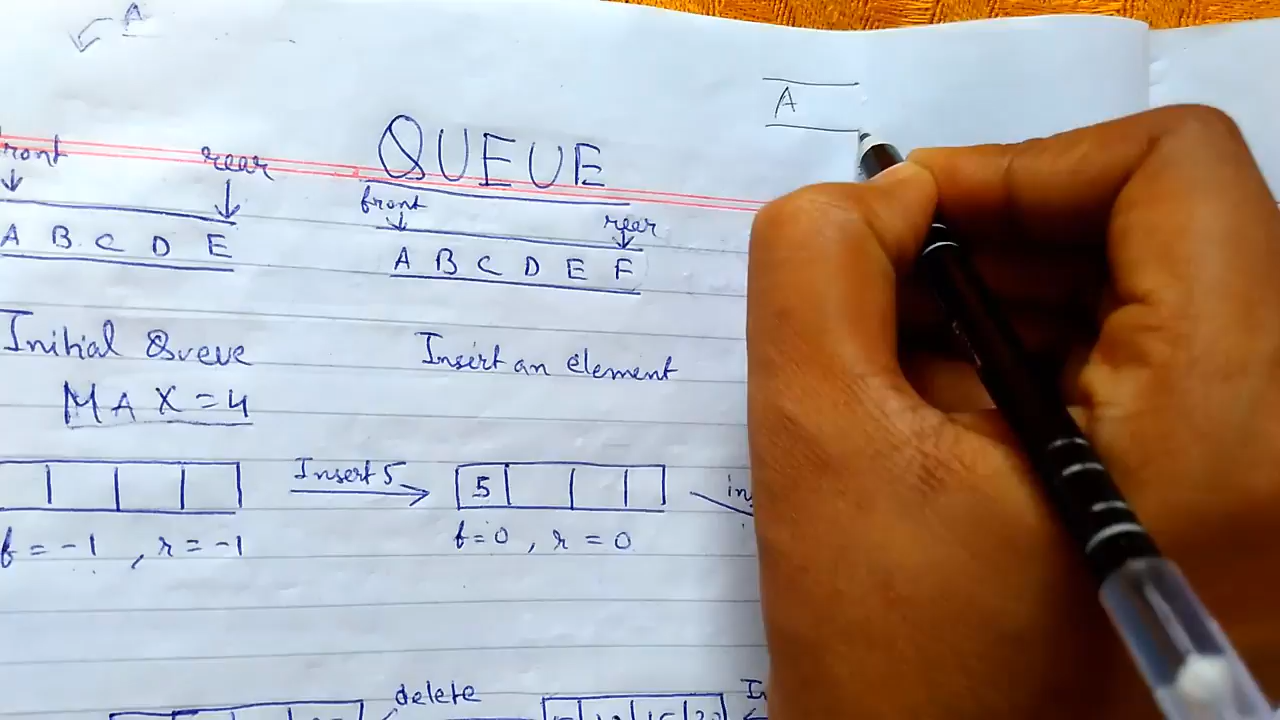 A
A
QUEUE
front rear
A B C D E
front rear
A B C D E F
Initial Queue
Insert an element
MAX=4
Insert 5
5
f=-1, r=-1
f=0, r=0
delete